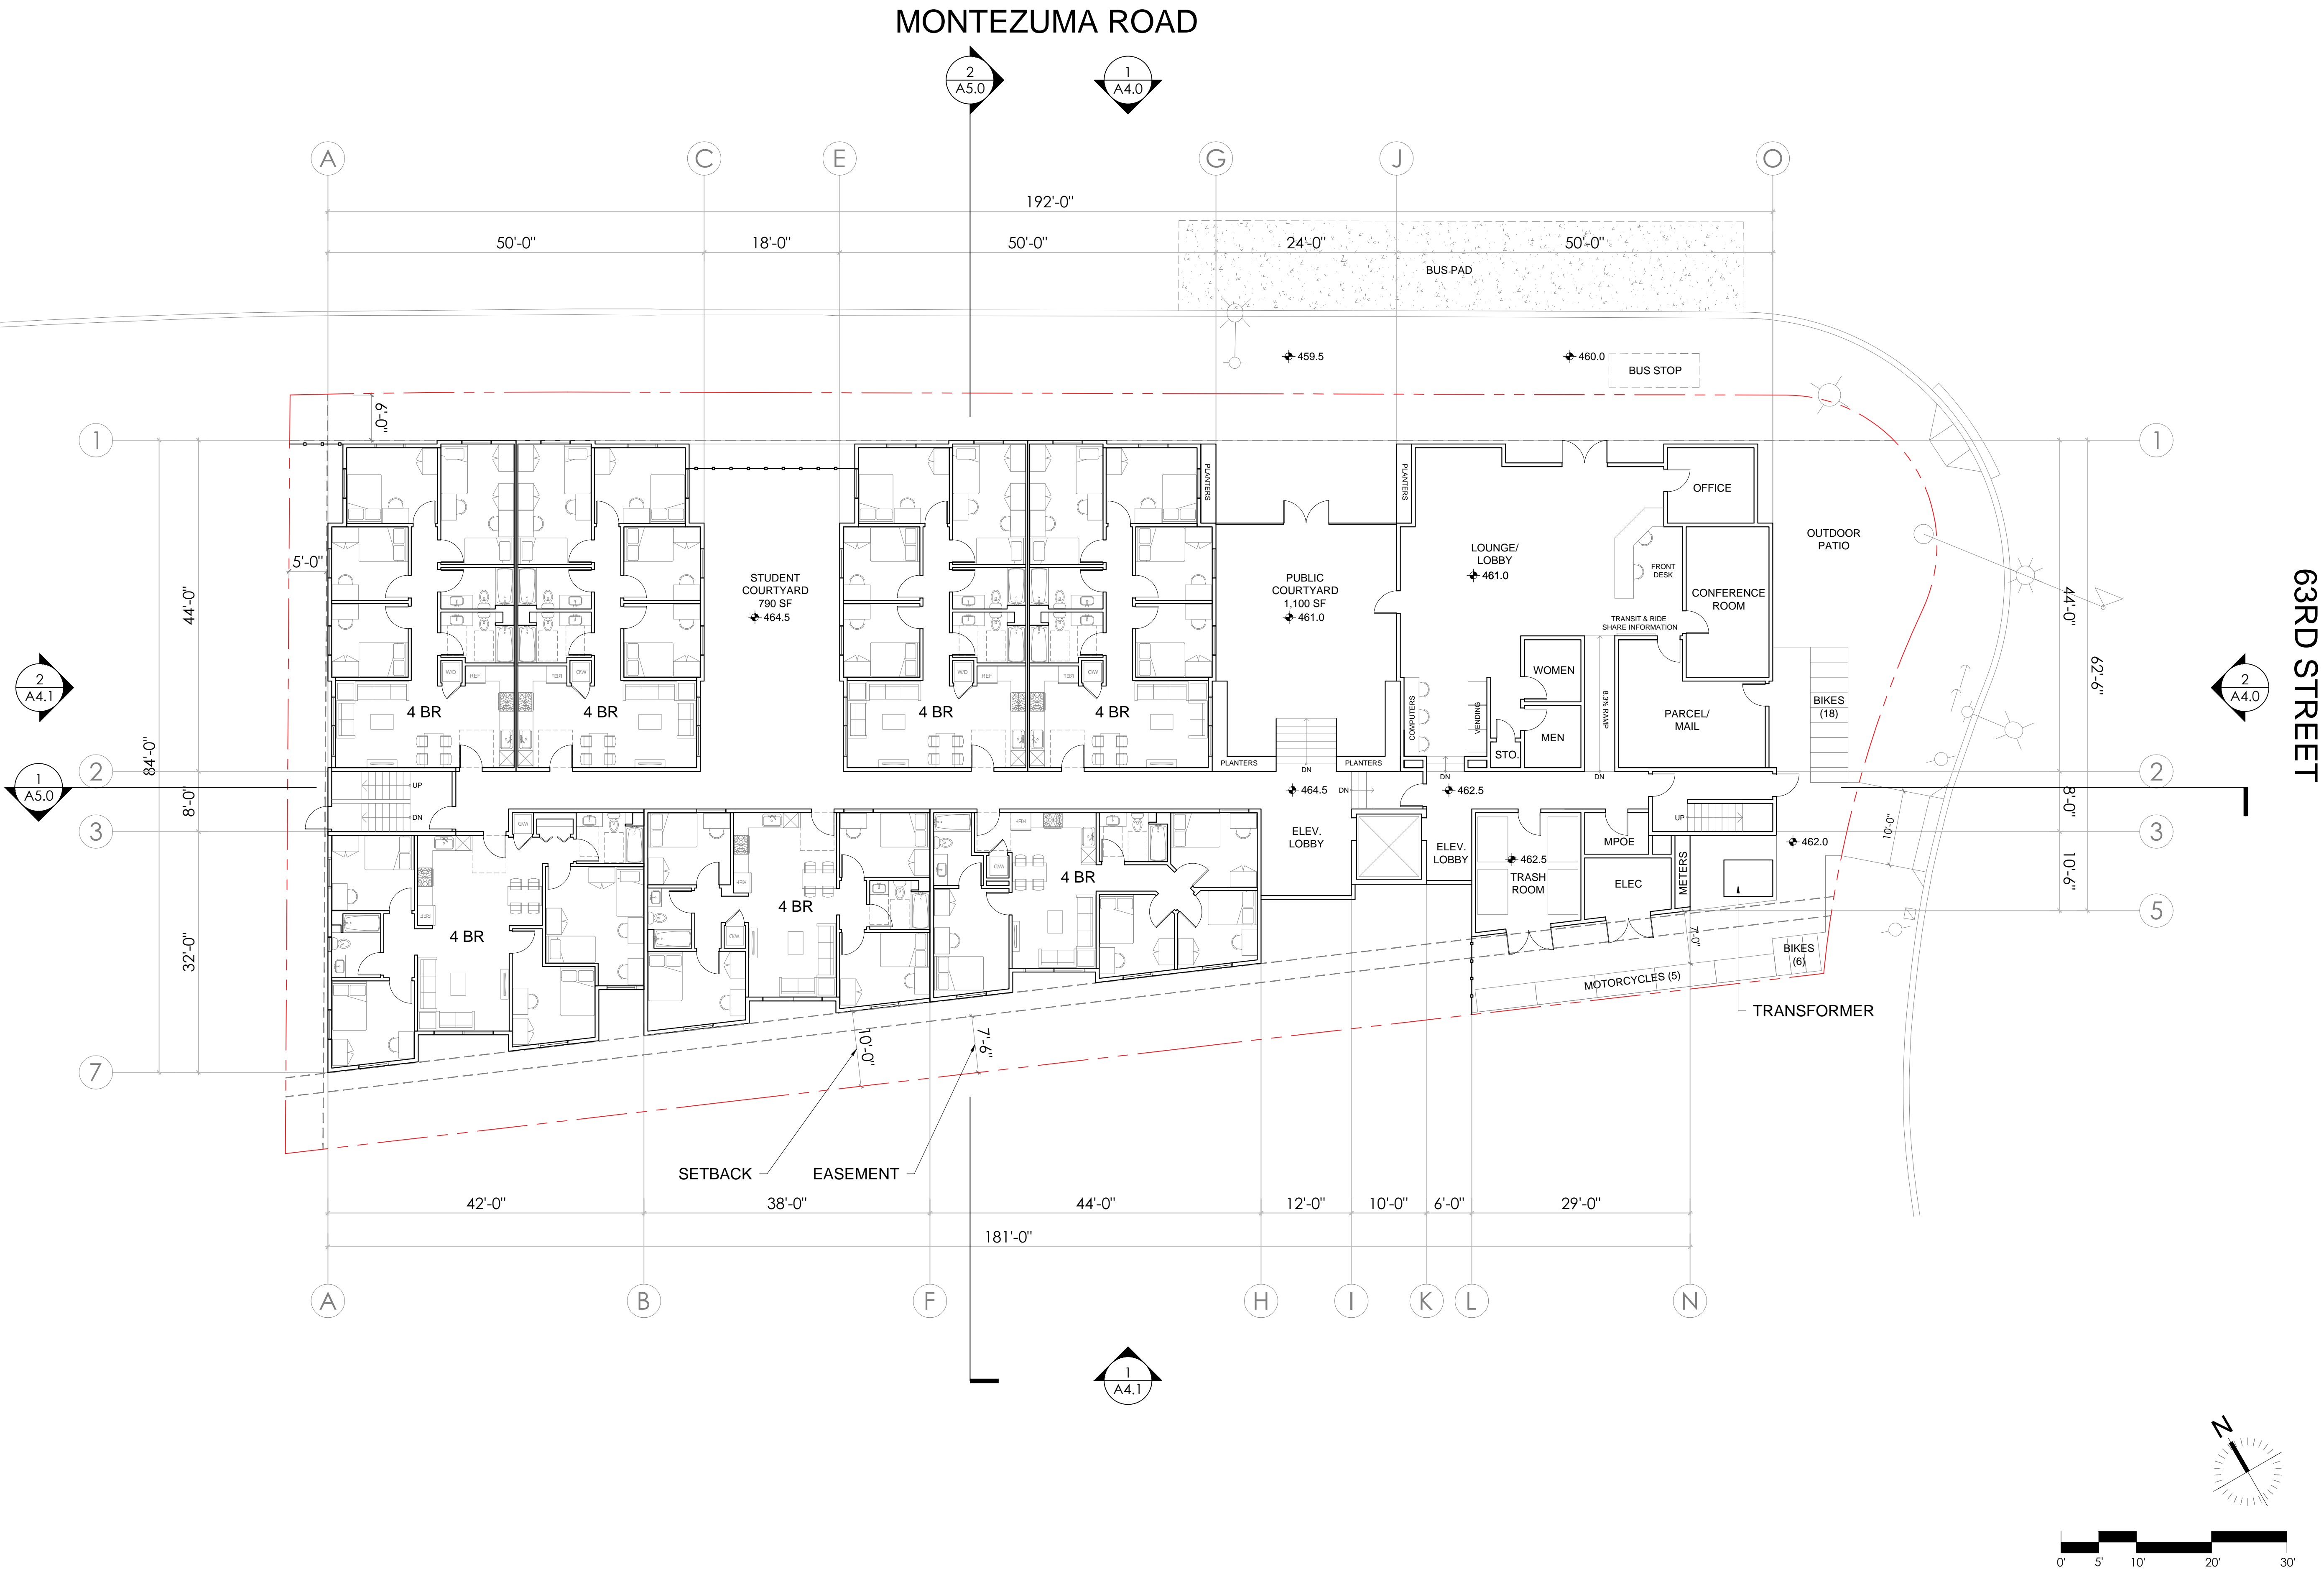 MONTEZUMA ROAD
2
A5.0
1
A4.0
A
C
E
G
J
O
192'-0"
50'-0"
18'-0"
50'-0"
24'-0"
50'-0"
BUS PAD
459.5
460.0
BUS STOP
6'-0"
1
1
PLANTERS
PLANTERS
OFFICE
5'-0"
OUTDOOR
PATIO
LOUNGE/
LOBBY
461.0
FRONT
DESK
STUDENT
COURTYARD
790 SF
464.5
PUBLIC
COURTYARD
1,100 SF
461.0
CONFERENCE
ROOM
44'-0"
44'-0"
63RD STREET
TRANSIT & RIDE
SHARE INFORMATION
62'-6"
2
A4.1
2
A4.0
W/D
REF
REF
W/D
W/D
REF
REF
W/D
WOMEN
8.3% RAMP
BIKES
(18)
4 BR
4 BR
4 BR
4 BR
COMPUTERS
VENDING
PARCEL/
MAIL
MEN
STO.
84'-0"
2
PLANTERS
PLANTERS
DN
DN
DN
2
1
A5.0
UP
DN
464.5
DN
462.5
8'-0"
8'-0"
UP
3
W/D
REF
10'-0"
3
ELEV.
LOBBY
ELEV.
LOBBY
462.5
TRASH
ROOM
MPOE
METERS
462.0
W/D
REF
4 BR
ELEC
10'-6"
REF
4 BR
5
4 BR
W/D
32'-0"
7'-0"
BIKES
(6)
MOTORCYCLES (5)
TRANSFORMER
10'-0"
7'-6"
7
SETBACK
EASEMENT
42'-0"
38'-0"
44'-0"
12'-0"
10'-0"
6'-0"
29'-0"
181'-0"
A
B
F
H
I
K
L
N
1
A4.1
N
0'
5'
10'
20'
30'